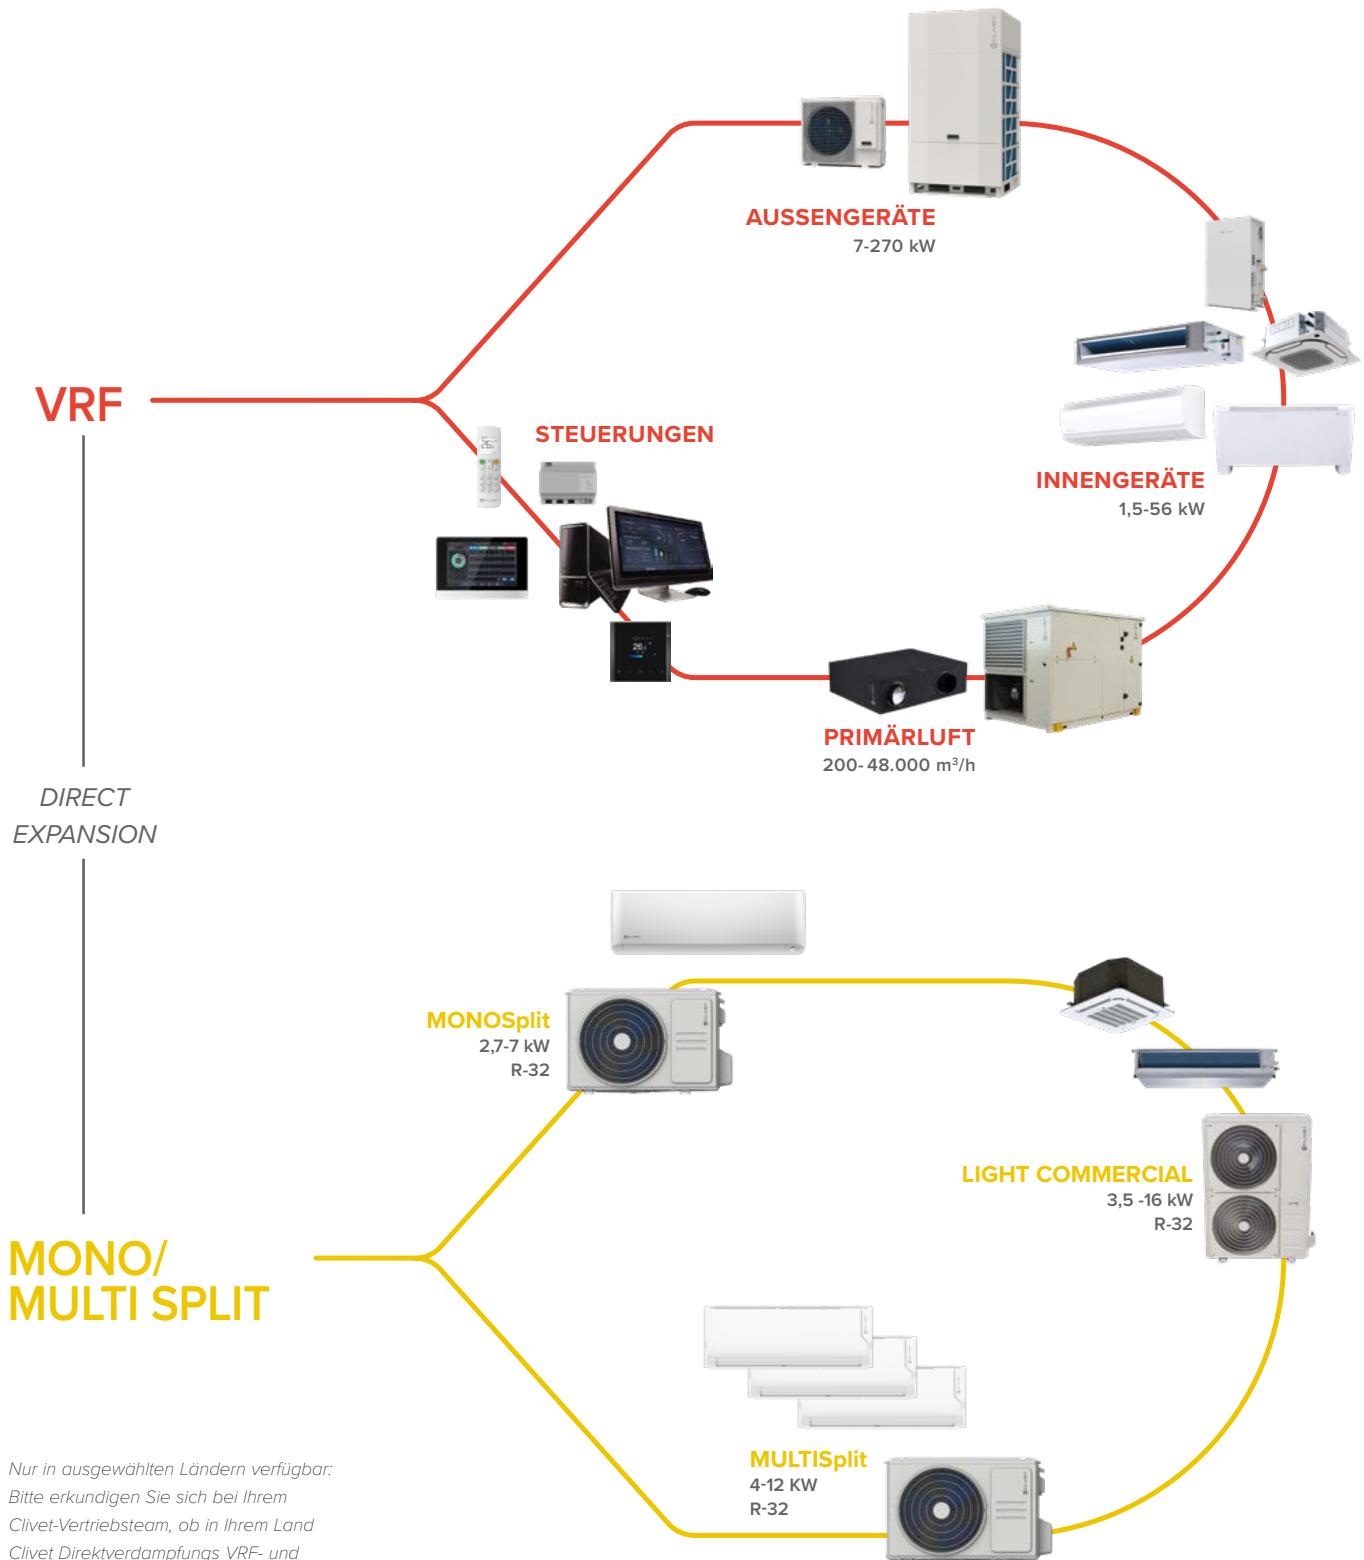 AUSSENGERÄTE
7-270 kW
VRF
STEUERUNGEN
INNENGERÄTE
1,5-56 kW
PRIMÄRLUFT
200- 48.000 m³/h
DIRECT
EXPANSION
MONOSplit
2,7-7 kW
R-32
LIGHT COMMERCIAL
3,5 -16 kW
R-32
MONO/
MULTI SPLIT
MULTISplit
4-12 KW
R-32
Nur in ausgewählten Ländern verfügbar:
Bitte erkundigen Sie sich bei Ihrem
Clivet-Vertriebsteam, ob in Ihrem Land
Clivet Direktverdampfungs VRF- und